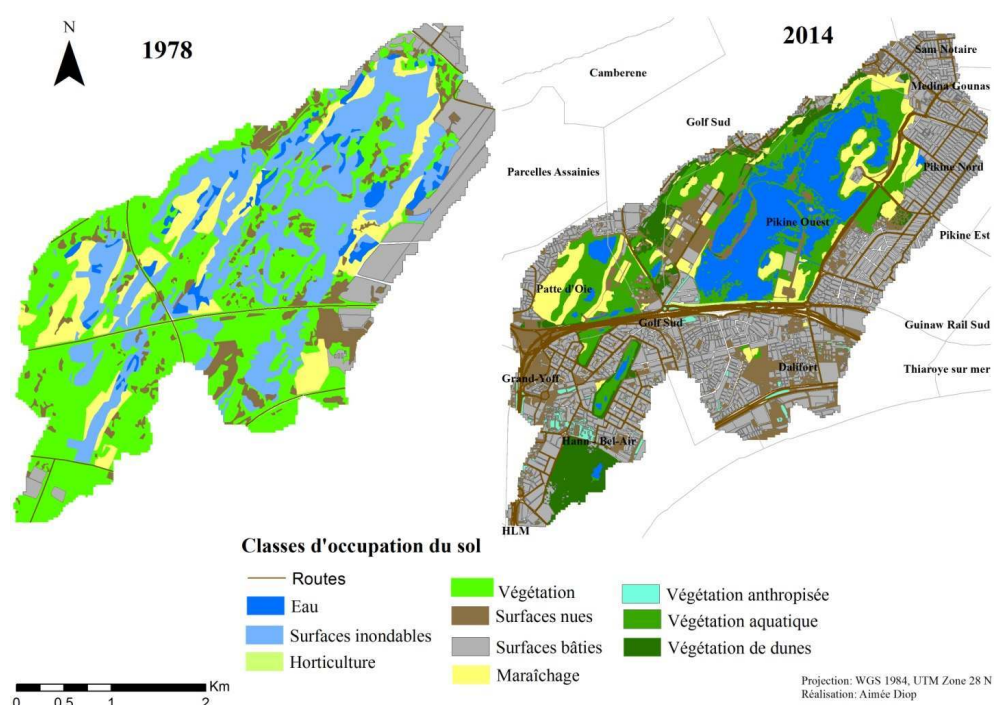 N
1978
2014
Sam Notaire
Camberene
Medina Gounas
Golf Sud
Parcelles Assainies
Pikine Nord
Pikine Ouest
Pikine Est
Patte d'Oie
Golf Sud
Guinaw Rail Sud
Thiaroye sur mer
Dalifort
Grand-Yoff
Hann - Bel-Air
HLM
Classes d'occupation du sol
Routes
Eau
Surfaces inondables
Horticulture
Végétation
Surfaces nues
Surfaces bâties
Maraîchage
Végétation anthropisée
Végétation aquatique
Végétation de dunes
Km
0 0.5 1 2
Projection: WGS 1984, UTM Zone 28 N
Réalisation: Aimée Diop